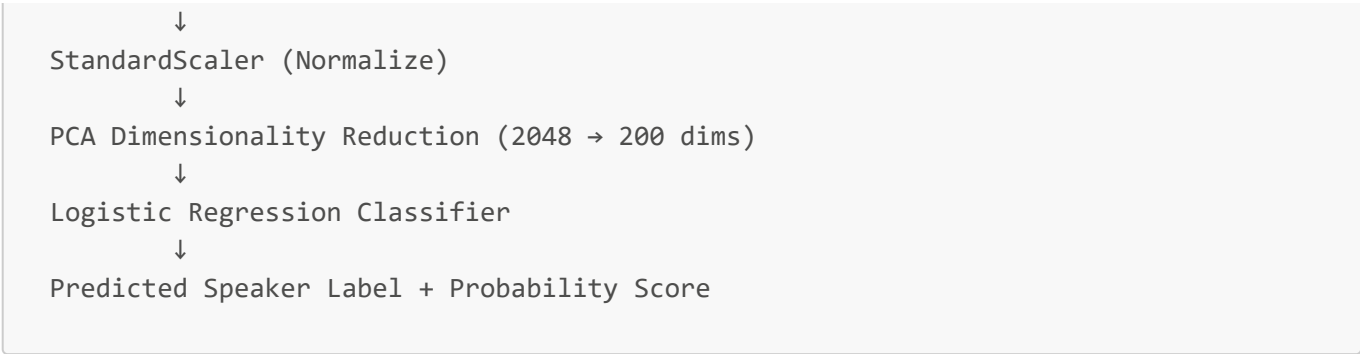 ↓
StandardScaler (Normalize)
↓
PCA Dimensionality Reduction (2048 → 200 dims)
↓
Logistic Regression Classifier
↓
Predicted Speaker Label + Probability Score